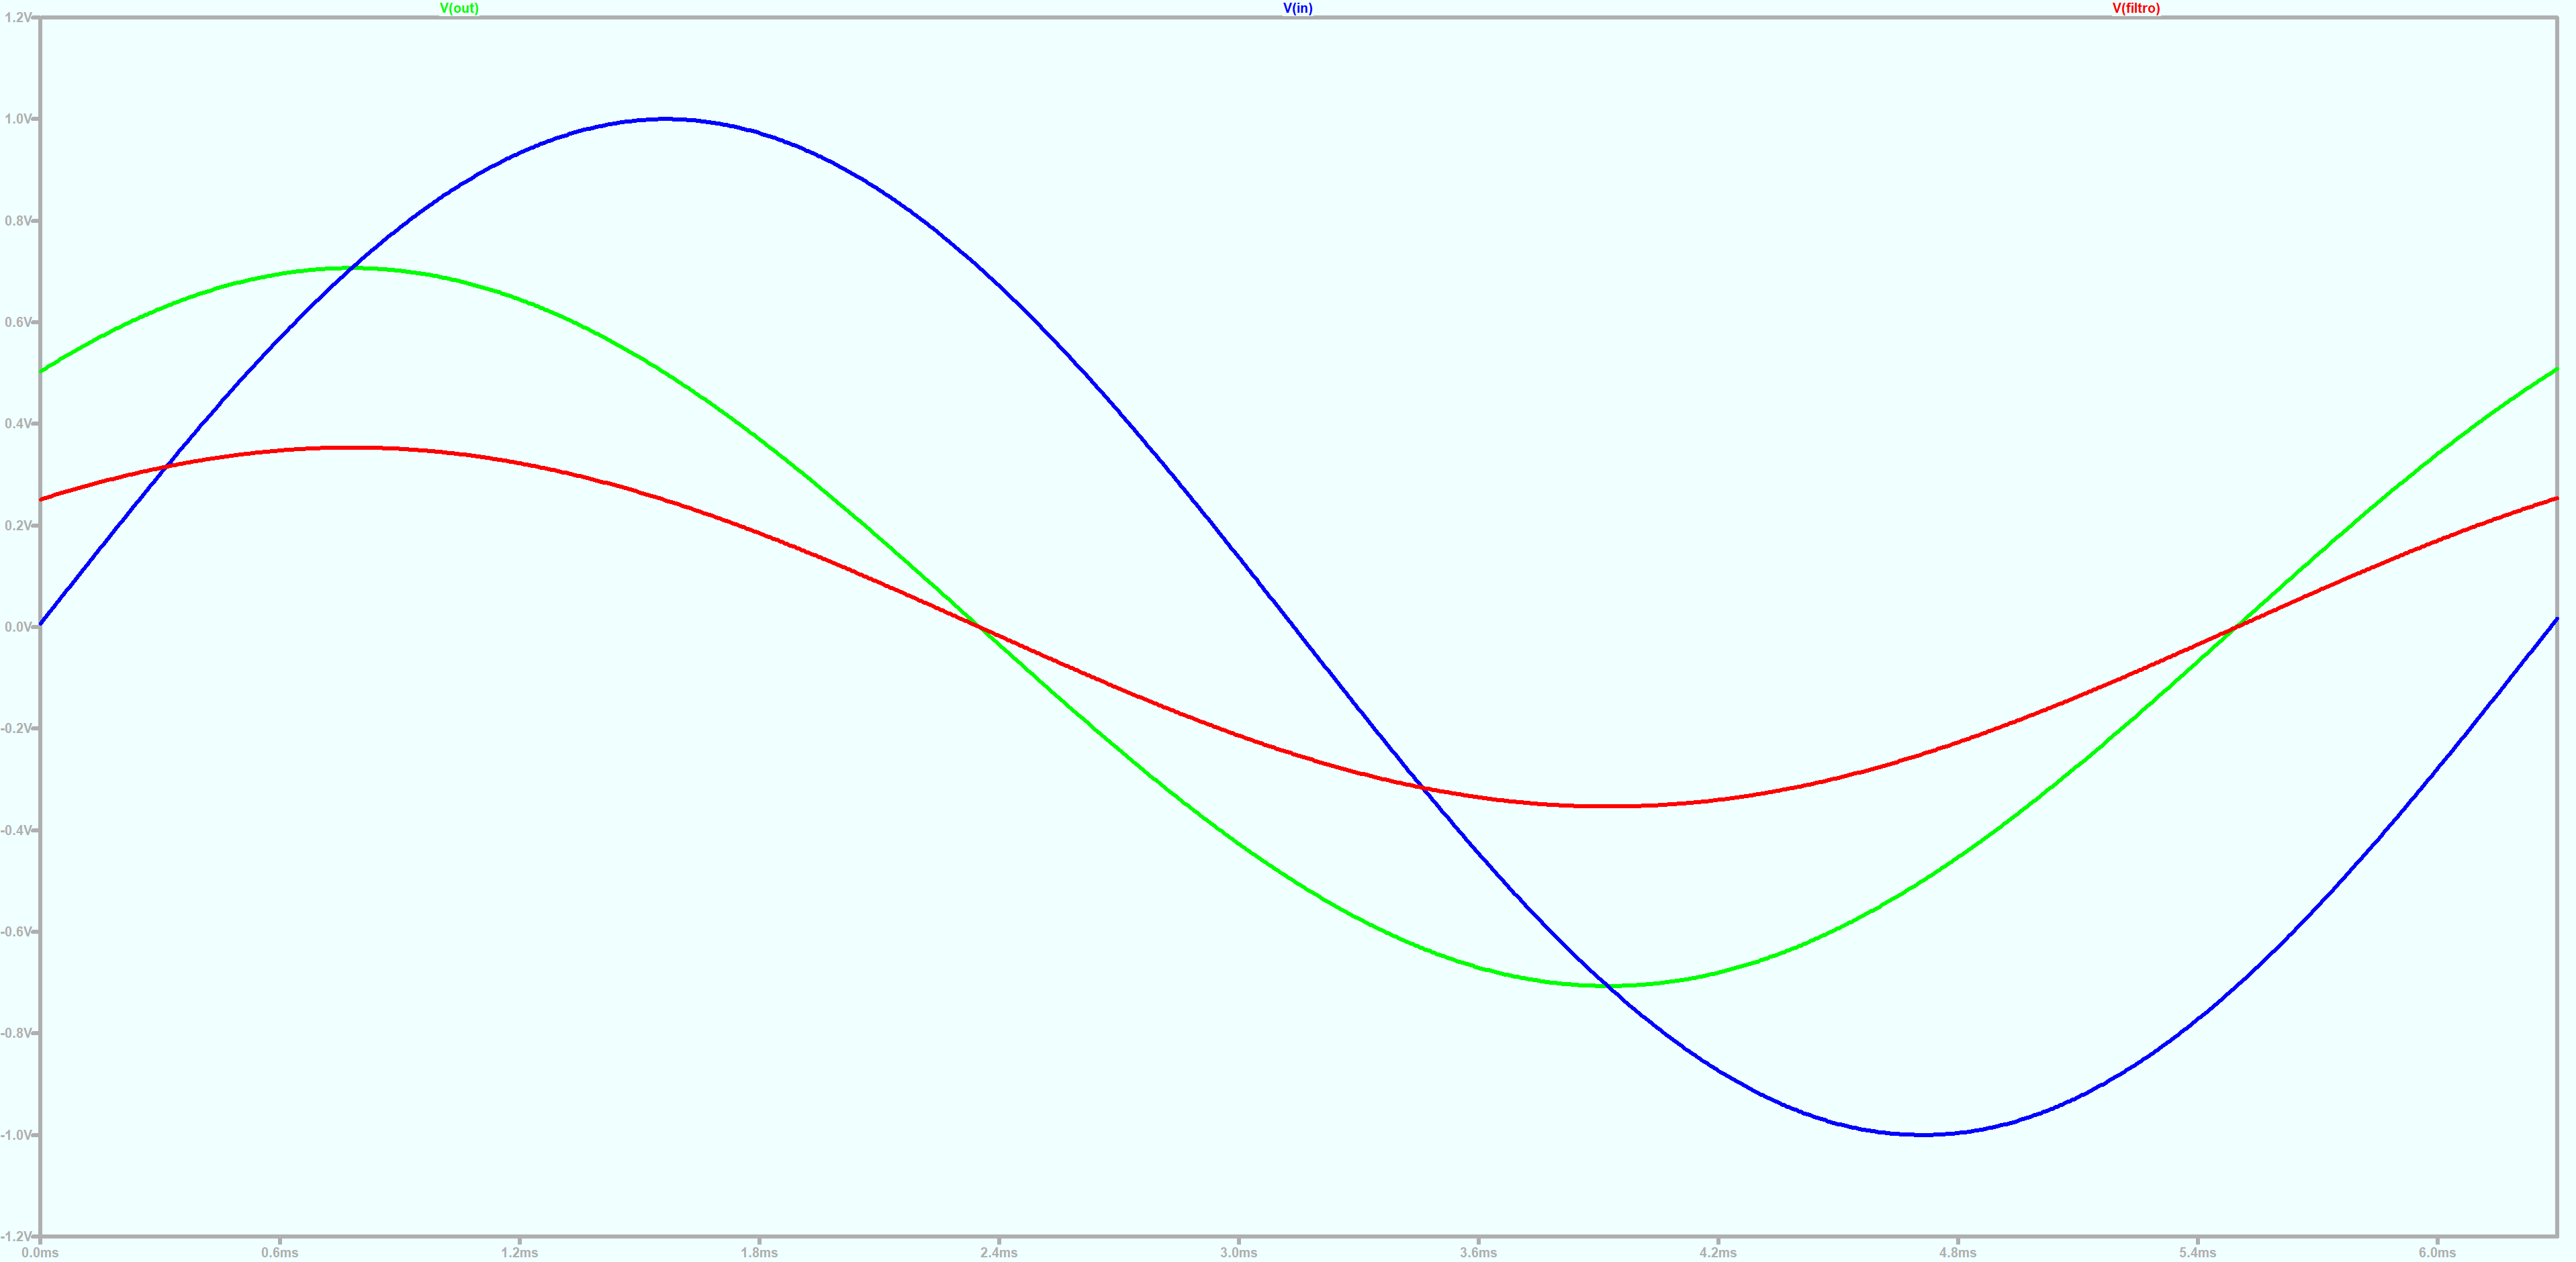 V(out) V(in) V(filtro)
1.2V
1.0V
0.8V
0.6V
0.4V
0.2V
0.0V
-0.2V
-0.4V
-0.6V
-0.8V
-1.0V
-1.2V
0.0ms 0.6ms 1.2ms 1.8ms 2.4ms 3.0ms 3.6ms 4.2ms 4.8ms 5.4ms 6.0ms